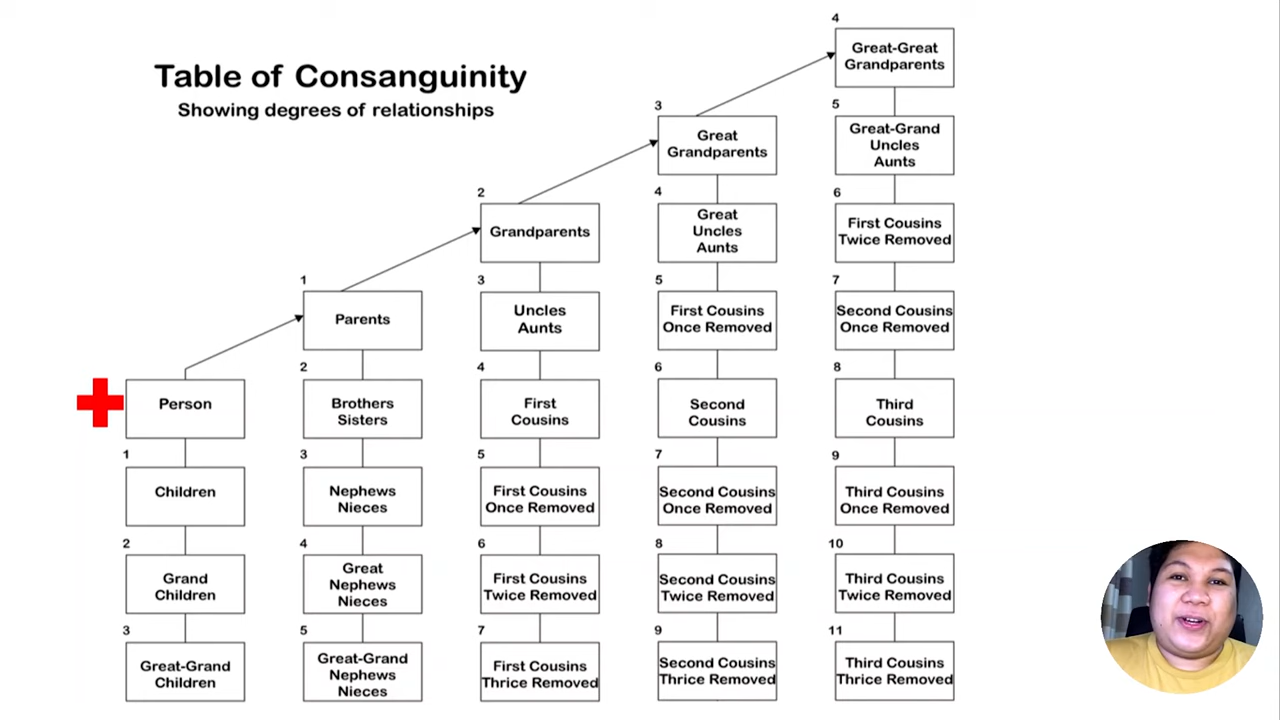 Table of Consanguinity
Showing degrees of relationships
Person
1
Children
2
Grand
Children
3
Great-Grand
Children
1
Parents
2
Brothers
Sisters
3
Nephews
Nieces
4
Great
Nephews
Nieces
5
Great-Grand
Nephews
Nieces
2
Grandparents
3
Uncles
Aunts
4
First
Cousins
5
First Cousins
Once Removed
6
First Cousins
Twice Removed
7
First Cousins
Thrice Removed
3
Great
Grandparents
4
Great
Uncles
Aunts
5
First Cousins
Once Removed
6
Second
Cousins
7
Second Cousins
Once Removed
8
Second Cousins
Twice Removed
9
Second Cousins
Thrice Removed
4
Great-Great
Grandparents
5
Great-Grand
Uncles
Aunts
6
First Cousins
Twice Removed
7
Second Cousins
Once Removed
8
Third
Cousins
9
Third Cousins
Once Removed
10
Third Cousins
Twice Removed
11
Third Cousins
Thrice Removed